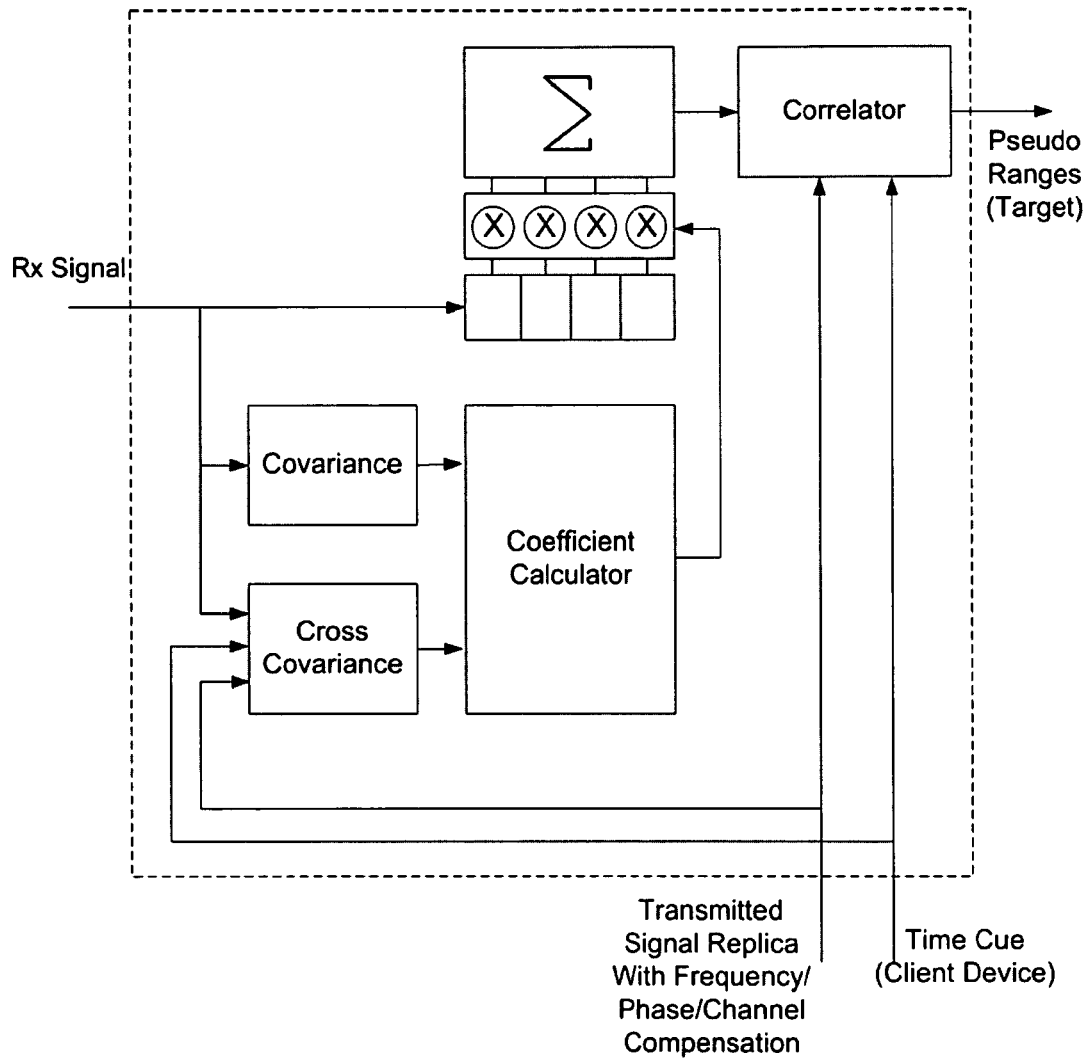 Σ
Correlator
Pseudo
Ranges
(Target)
X X X X
Rx Signal
Covariance
Coefficient
Calculator
Cross
Covariance
Transmitted
Signal Replica
With Frequency/
Phase/Channel
Compensation
Time Cue
(Client Device)